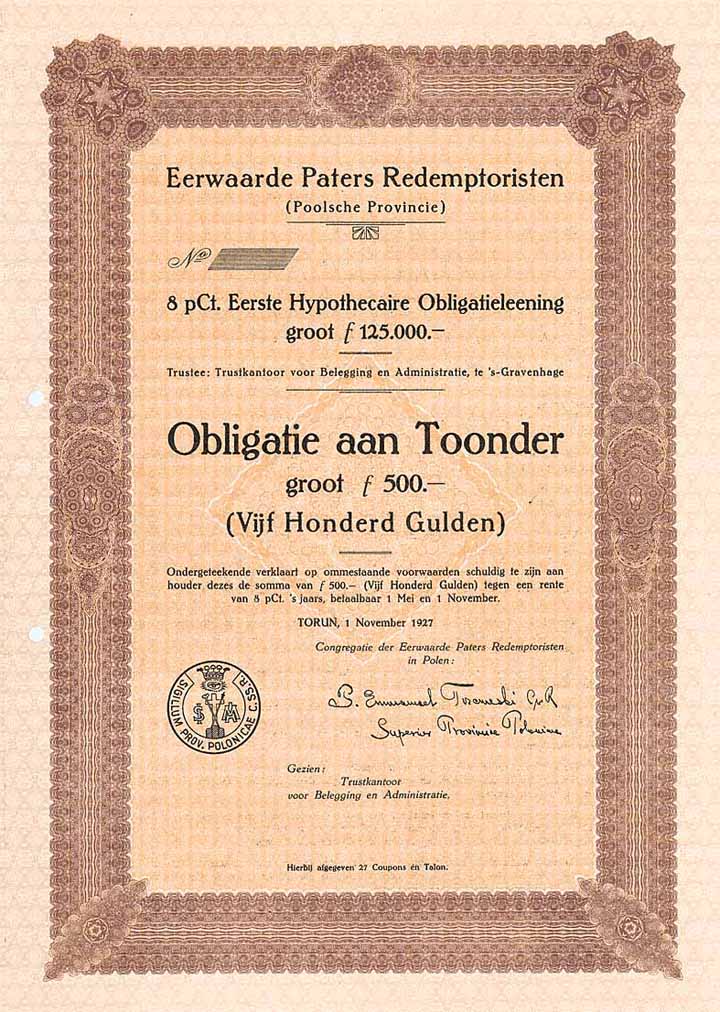 Eerwaarde Paters Redemptoristen
(Poolsche Provincie)
No
8 pCt. Eerste Hypothecaire Obligatieleening
groot ƒ 125.000.—
Trustee: Trustkantoor voor Belegging en Administratie, te 's-Gravenhage
Obligatie aan Toonder
groot ƒ 500.—
(Vijf Honderd Gulden)
Ondergeteekende verklaart op ommestaande voorwaarden schuldig te zijn aan
houder dezes de somma van ƒ 500.— (Vijf Honderd Gulden) tegen een rente
van 8 pCt. 's jaars, betaalbaar 1 Mei en 1 November.
TORUN, 1 November 1927
Congregatie der Eerwaarde Paters Redemptoristen
in Polen:
SIGILLUM PROV. POLONICAE C.SS.R.
Emmanuel
Superior Provinciae Polonicae
Gezien:
Trustkantoor
voor Belegging en Administratie,
Hierbij afgegeven 27 Coupons én Talon.